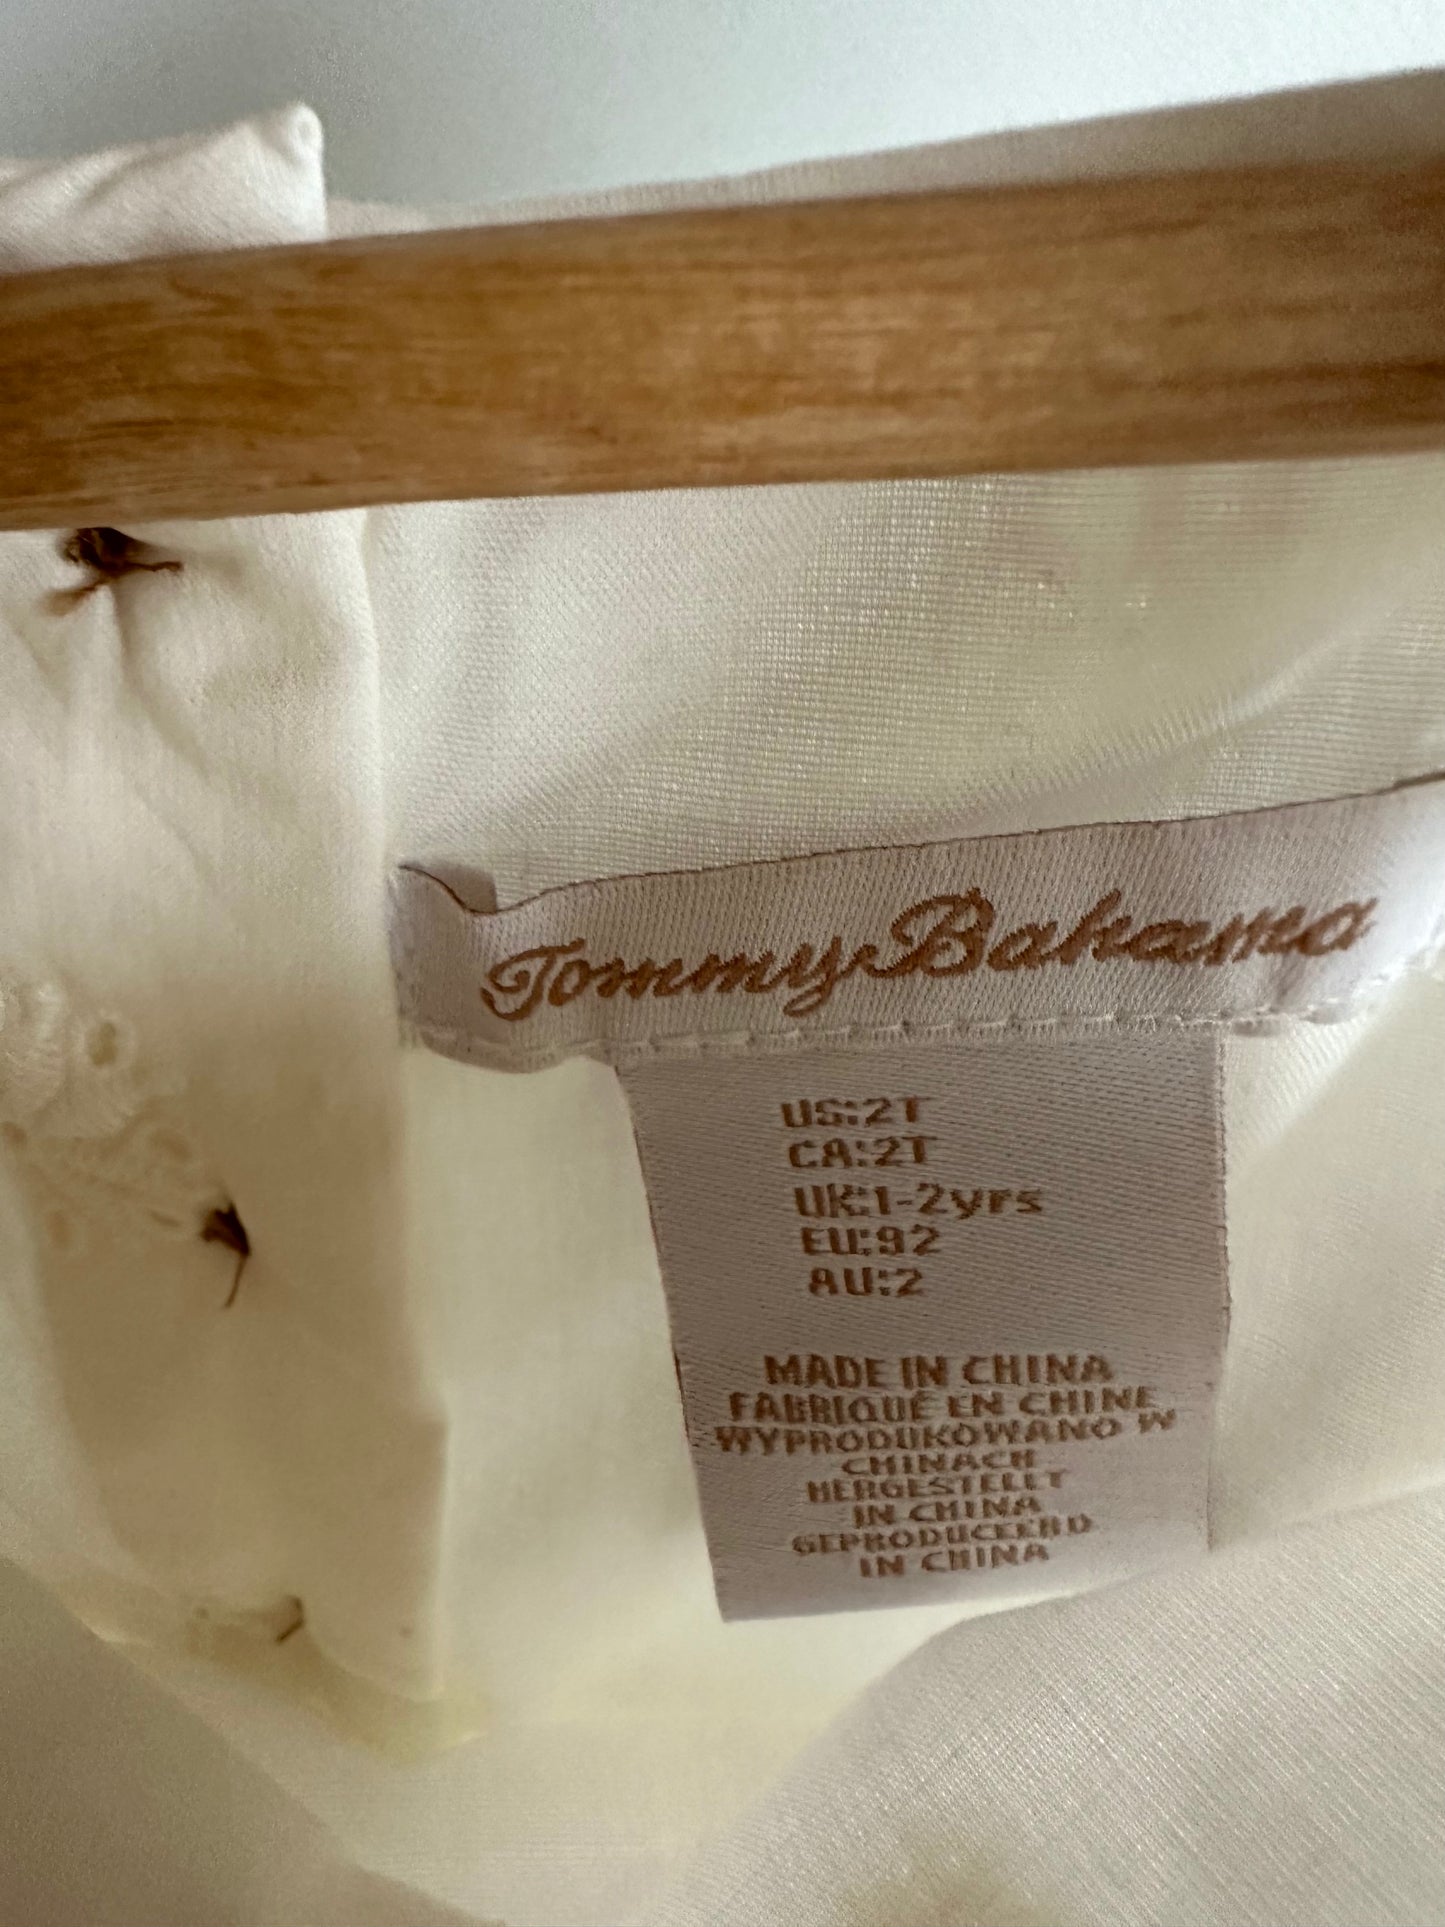 Tommy Bahama
US:2T
CA:2T
UK:1-2yrs
EU:92
AU:2
MADE IN CHINA
FABRIQUÉ EN CHINE
WYPRODUKOWANO W
CHINACH
HERGESTELLT
IN CHINA
GEPRODUCEERD
IN CHINA